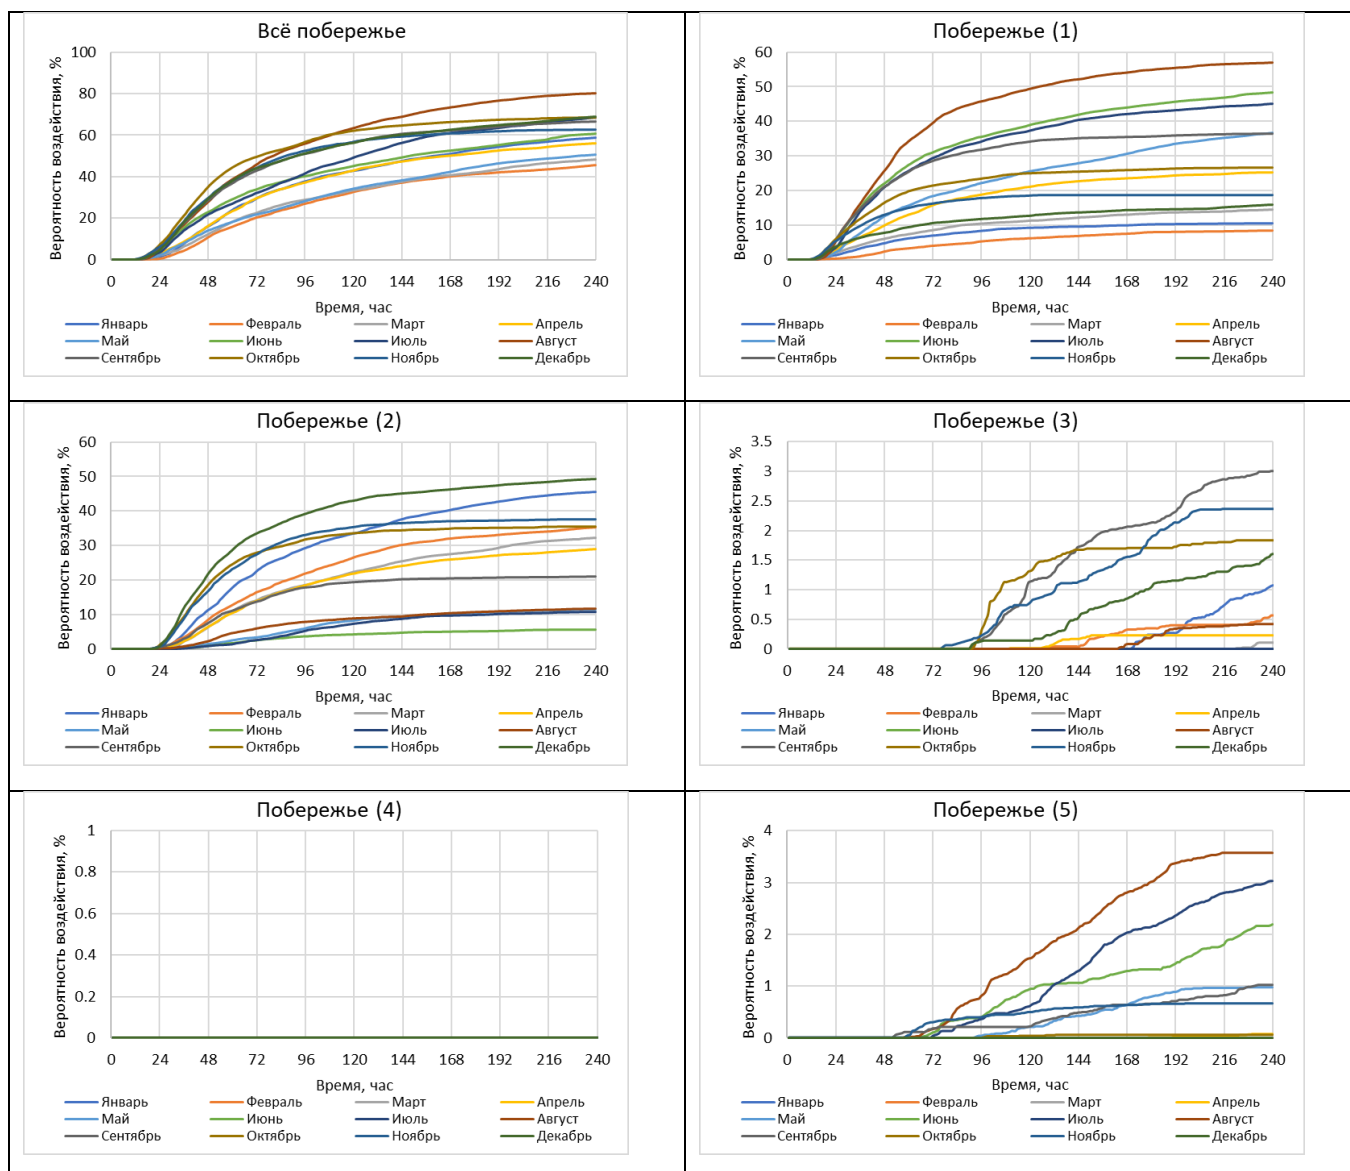 Всё побережье
Вероятность воздействия, %
100
80
60
40
20
0
0 24 48 72 96 120 144 168 192 216 240
Время, час
Январь Февраль Март Апрель
Май Июнь Июль Август
Сентябрь Октябрь Ноябрь Декабрь
Побережье (1)
Вероятность воздействия, %
60
50
40
30
20
10
0
0 24 48 72 96 120 144 168 192 216 240
Время, час
Январь Февраль Март Апрель
Май Июнь Июль Август
Сентябрь Октябрь Ноябрь Декабрь
Побережье (2)
Вероятность воздействия, %
60
50
40
30
20
10
0
0 24 48 72 96 120 144 168 192 216 240
Время, час
Январь Февраль Март Апрель
Май Июнь Июль Август
Сентябрь Октябрь Ноябрь Декабрь
Побережье (3)
Вероятность воздействия, %
3.5
3
2.5
2
1.5
1
0.5
0
0 24 48 72 96 120 144 168 192 216 240
Время, час
Январь Февраль Март Апрель
Май Июнь Июль Август
Сентябрь Октябрь Ноябрь Декабрь
Побережье (4)
Вероятность воздействия, %
1
0.8
0.6
0.4
0.2
0
0 24 48 72 96 120 144 168 192 216 240
Время, час
Январь Февраль Март Апрель
Май Июнь Июль Август
Сентябрь Октябрь Ноябрь Декабрь
Побережье (5)
Вероятность воздействия, %
4
3
2
1
0
0 24 48 72 96 120 144 168 192 216 240
Время, час
Январь Февраль Март Апрель
Май Июнь Июль Август
Сентябрь Октябрь Ноябрь Декабрь